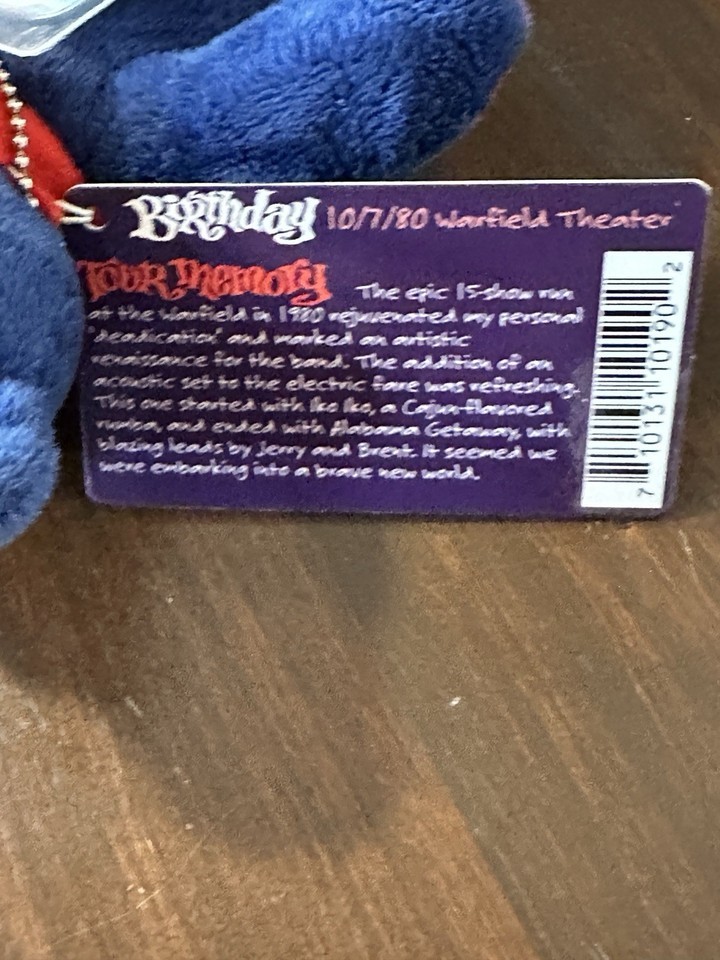 Birthday 10/7/80 Warfield Theater
Tour Memory The epic 15-show run
at the Warfield in 1980 rejuvenated my personal
'deadication' and marked an artistic
renaissance for the band. The addition of an
acoustic set to the electric fare was refreshing.
This one started with Iko Iko, a Cajun-flavored
rumba, and ended with Alabama Getaway, with
blazing leads by Jerry and Brent. It seemed we
were embarking into a brave new world.
7 10131 10190 2